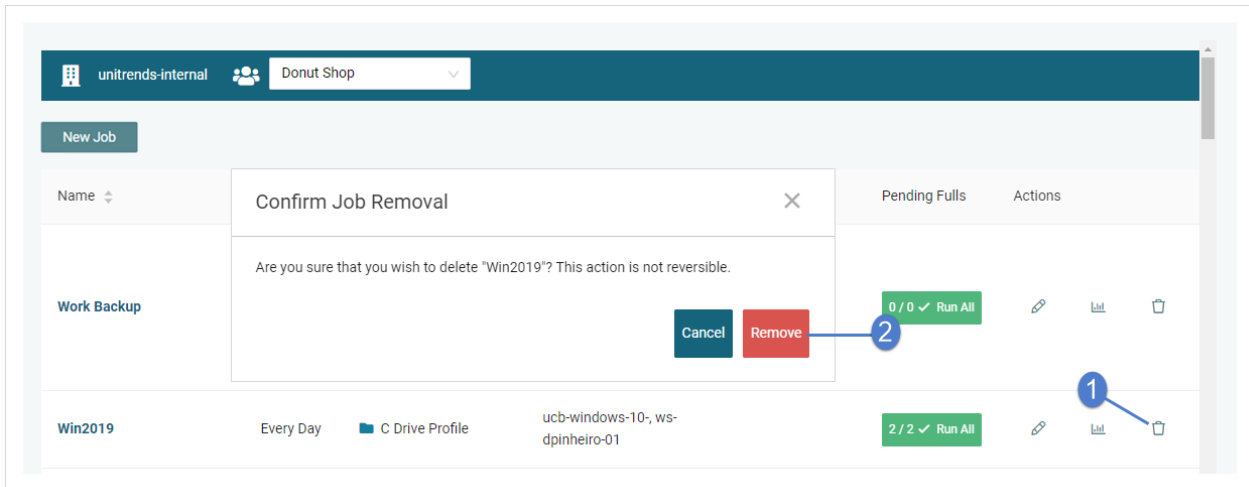 unitrends-internal Donut Shop
New Job
Name Pending Fulls Actions
Confirm Job Removal
Are you sure that you wish to delete "Win2019"? This action is not reversible.
Work Backup 0 / 0 ✓ Run All
Cancel Remove 2
1
Win2019 Every Day C Drive Profile ucb-windows-10-, ws-
dpinheiro-01 2 / 2 ✓ Run All